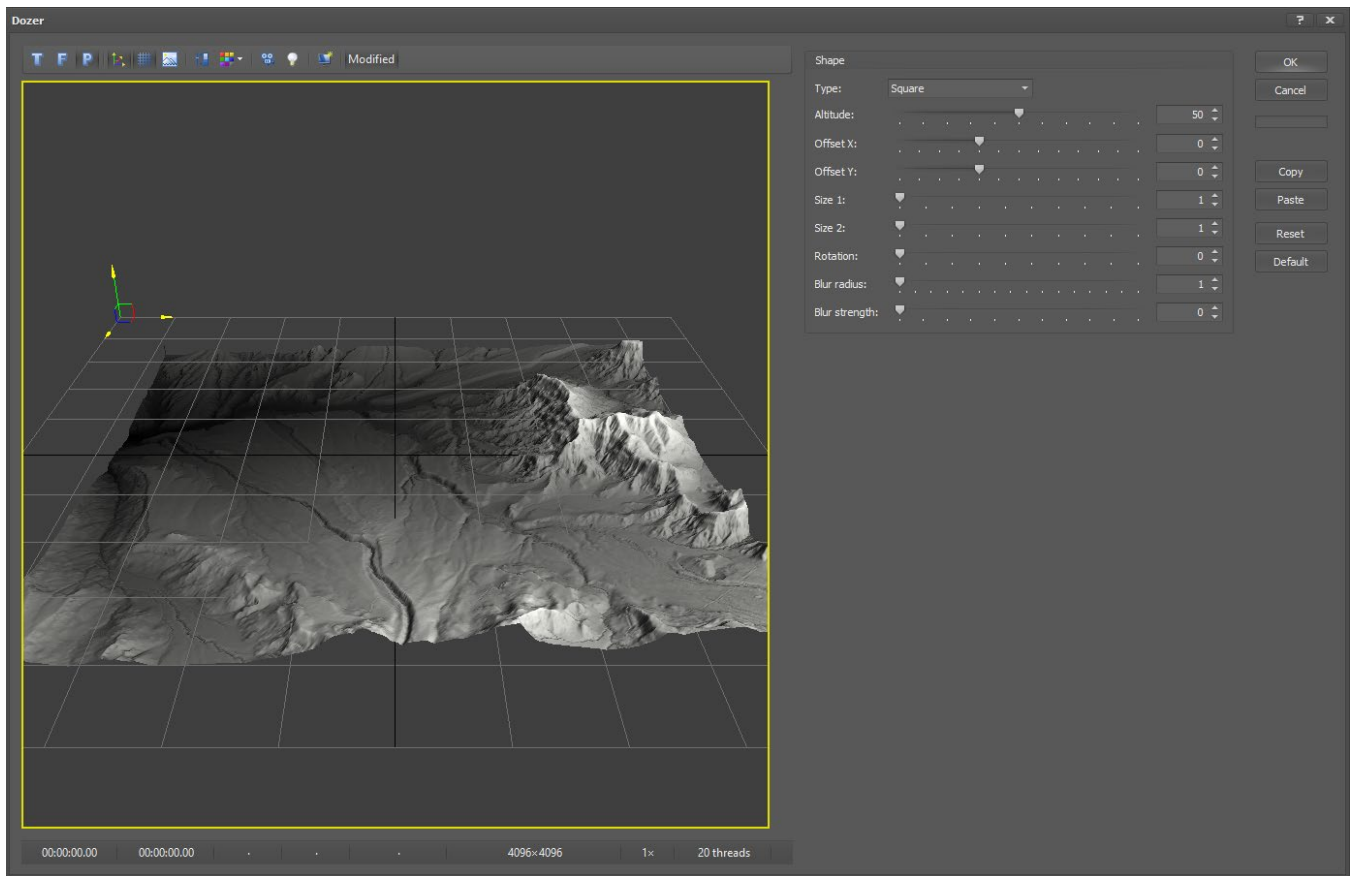 Dozer
? ×
T F P Modified
Shape
Type: Square
Altitude: 50
Offset X: 0
Offset Y: 0
Size 1: 1
Size 2: 1
Rotation: 0
Blur radius: 1
Blur strength: 0
OK
Cancel
Copy
Paste
Reset
Default
00:00:00.00 00:00:00.00 . . . 4096×4096 1× 20 threads